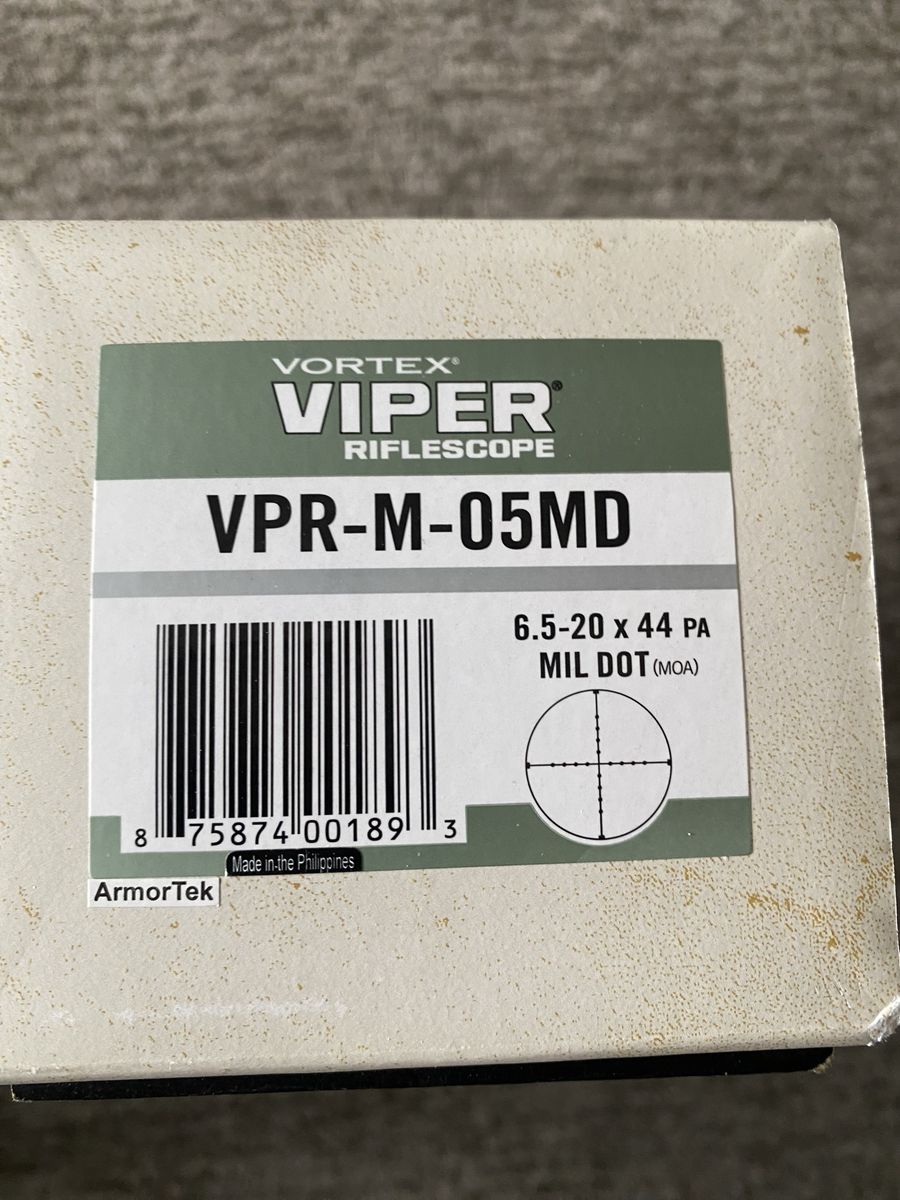 VORTEX®
VIPER®
RIFLESCOPE
VPR-M-05MD
6.5-20 x 44 PA
MIL DOT (MOA)
8 75874 00189 3
Made in the Philippines
ArmorTek